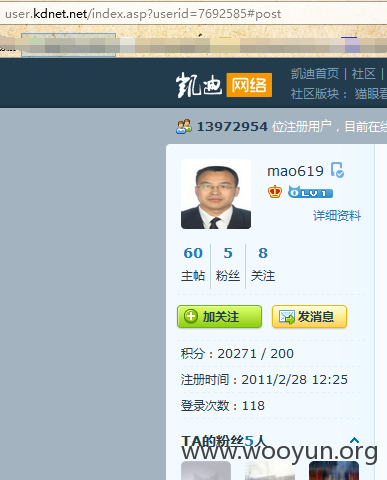 user.kdnet.net/index.asp?userid=7692585#post
凯迪网络
凯迪首页 | 社区 |
社区版块： 猫眼看
13972954 位注册用户，目前在线
mao619
LV1
详细资料
60 5 8
主帖 粉丝 关注
加关注 发消息
积分：20271 / 200
注册时间：2011/2/28 12:25
登录次数：118
TA的粉丝5人
www.wooyun.org